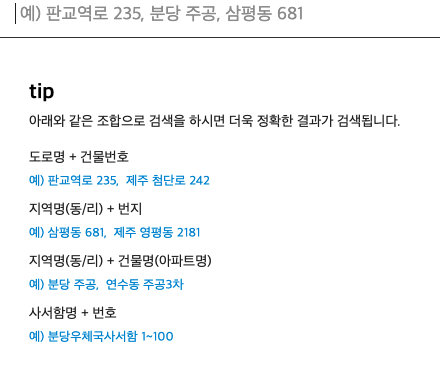 예) 판교역로 235, 분당 주공, 삼평동 681
tip
아래와 같은 조합으로 검색을 하시면 더욱 정확한 결과가 검색됩니다.
도로명 + 건물번호
예) 판교역로 235, 제주 첨단로 242
지역명(동/리) + 번지
예) 삼평동 681, 제주 영평동 2181
지역명(동/리) + 건물명(아파트명)
예) 분당 주공, 연수동 주공3차
사서함명 + 번호
예) 분당우체국사서함 1~100